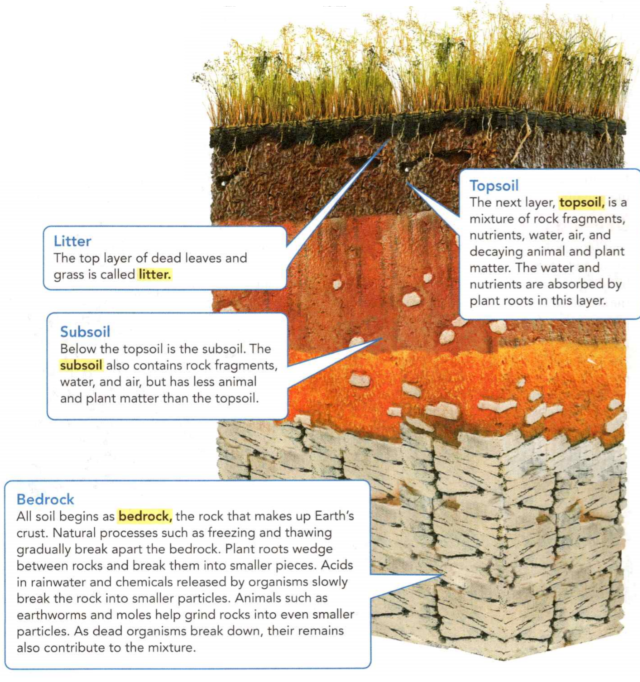 Topsoil
The next layer, topsoil, is a
mixture of rock fragments,
nutrients, water, air, and
decaying animal and plant
matter. The water and
nutrients are absorbed by
plant roots in this layer.
Litter
The top layer of dead leaves and
grass is called litter.
Subsoil
Below the topsoil is the subsoil. The
subsoil also contains rock fragments,
water, and air, but has less animal
and plant matter than the topsoil.
Bedrock
All soil begins as bedrock, the rock that makes up Earth's
crust. Natural processes such as freezing and thawing
gradually break apart the bedrock. Plant roots wedge
between rocks and break them into smaller pieces. Acids
in rainwater and chemicals released by organisms slowly
break the rock into smaller particles. Animals such as
earthworms and moles help grind rocks into even smaller
particles. As dead organisms break down, their remains
also contribute to the mixture.